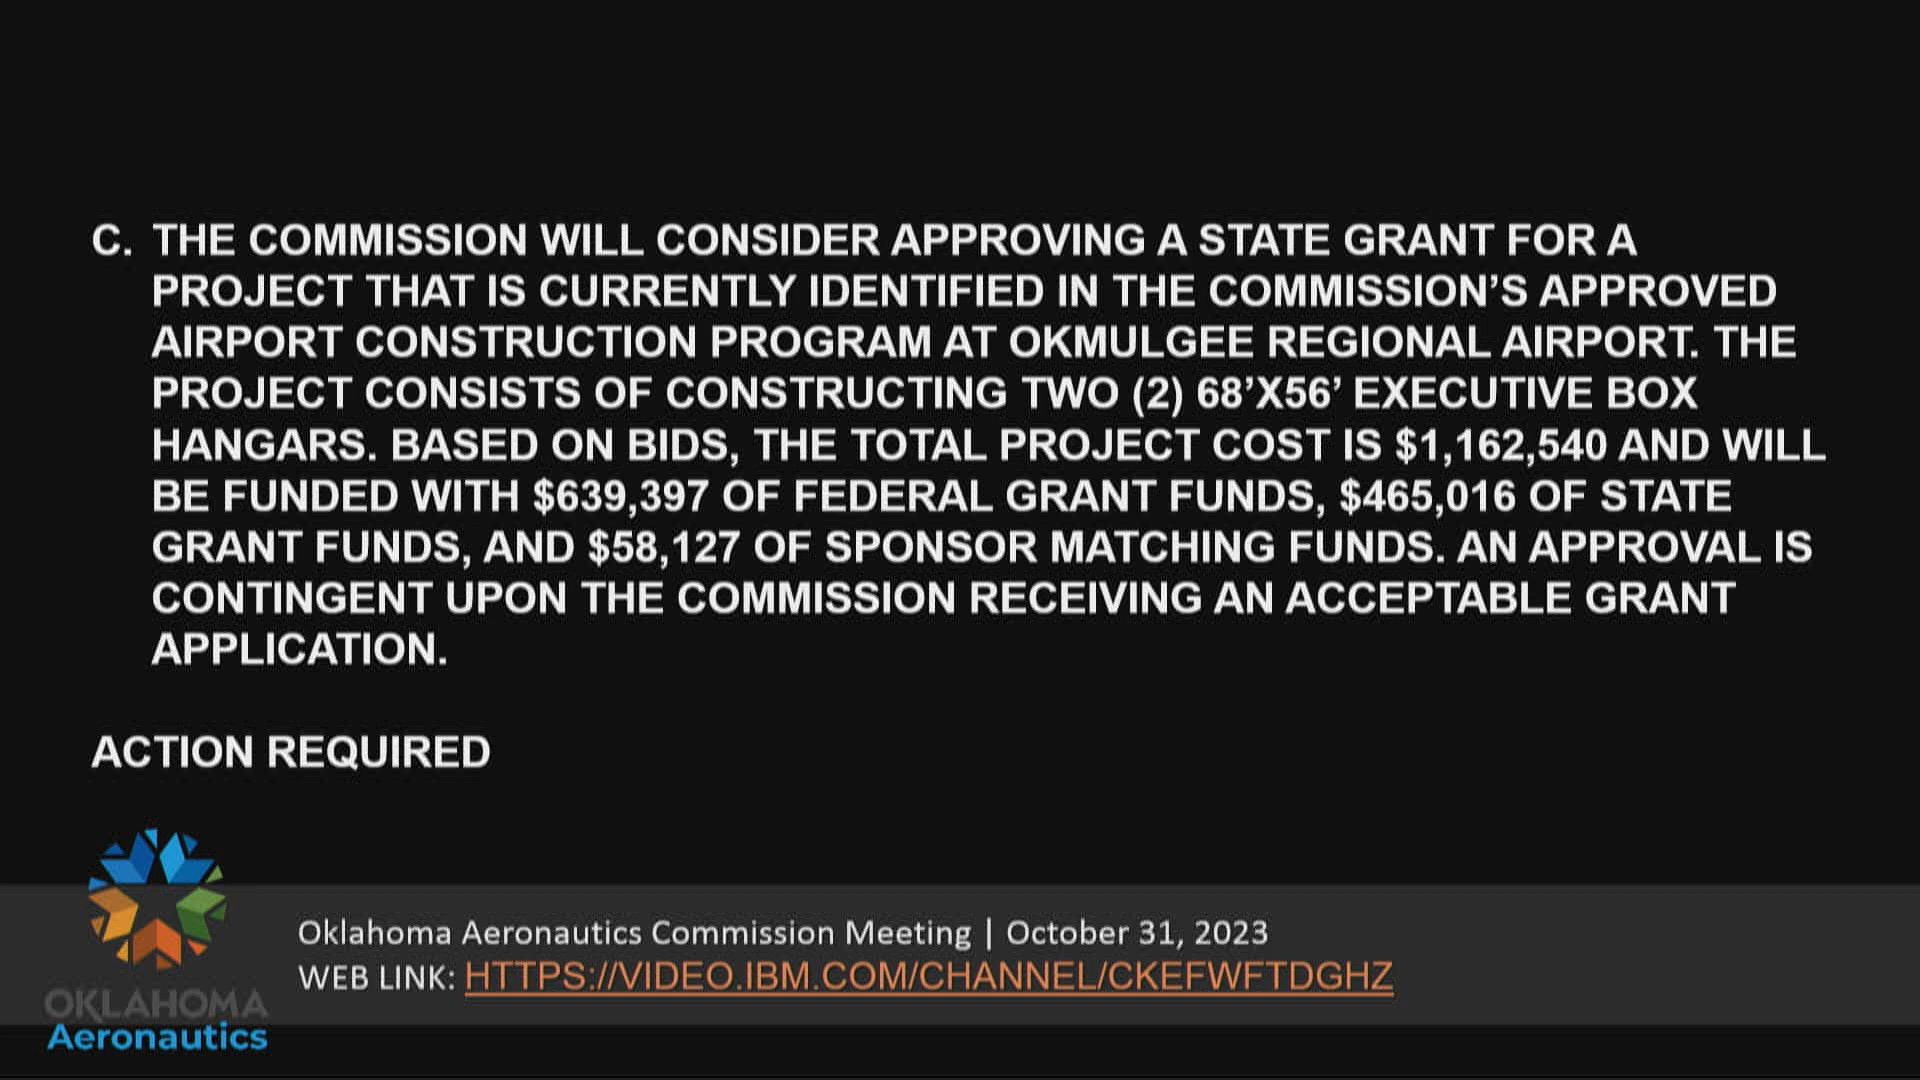 C. THE COMMISSION WILL CONSIDER APPROVING A STATE GRANT FOR A
PROJECT THAT IS CURRENTLY IDENTIFIED IN THE COMMISSION’S APPROVED
AIRPORT CONSTRUCTION PROGRAM AT OKMULGEE REGIONAL AIRPORT. THE
PROJECT CONSISTS OF CONSTRUCTING TWO (2) 68’X56’ EXECUTIVE BOX
HANGARS. BASED ON BIDS, THE TOTAL PROJECT COST IS $1,162,540 AND WILL
BE FUNDED WITH $639,397 OF FEDERAL GRANT FUNDS, $465,016 OF STATE
GRANT FUNDS, AND $58,127 OF SPONSOR MATCHING FUNDS. AN APPROVAL IS
CONTINGENT UPON THE COMMISSION RECEIVING AN ACCEPTABLE GRANT
APPLICATION.
ACTION REQUIRED
Oklahoma Aeronautics Commission Meeting | October 31, 2023
WEB LINK: HTTPS://VIDEO.IBM.COM/CHANNEL/CKEFWFTDGHZ
OKLAHOMA
Aeronautics